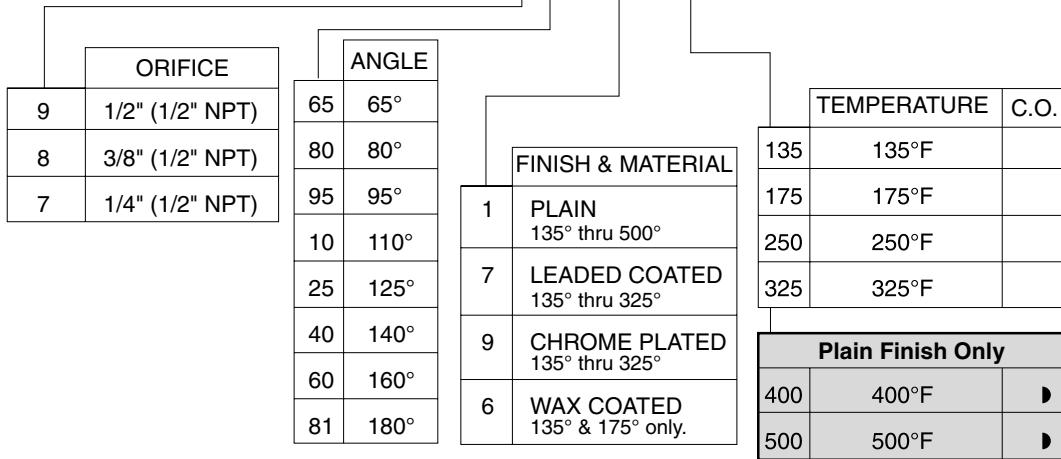 ORIFICE
9 1/2" (1/2" NPT)
8 3/8" (1/2" NPT)
7 1/4" (1/2" NPT)
ANGLE
65 65°
80 80°
95 95°
10 110°
25 125°
40 140°
60 160°
81 180°
FINISH & MATERIAL
1 PLAIN
135° thru 500°
7 LEADED COATED
135° thru 325°
9 CHROME PLATED
135° thru 325°
6 WAX COATED
135° & 175° only.
TEMPERATURE C.O.
135 135°F
175 175°F
250 250°F
325 325°F
Plain Finish Only
400 400°F
500 500°F